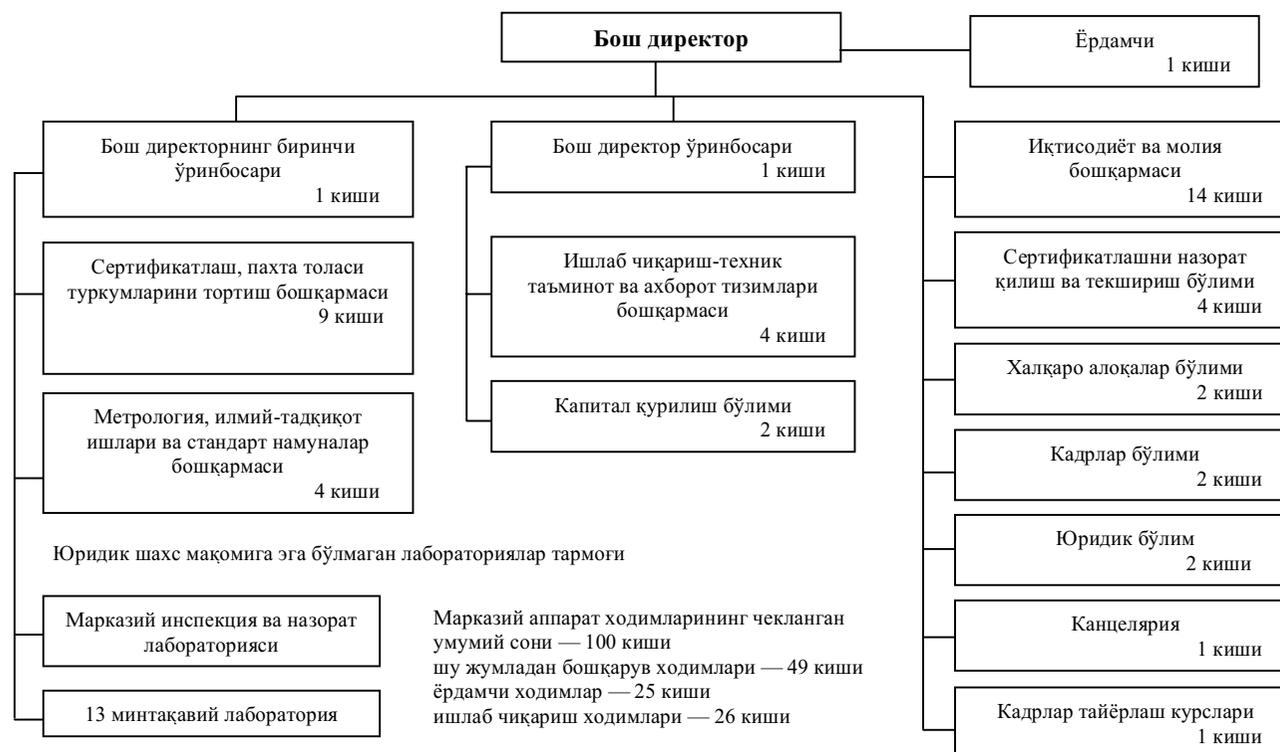 Бош директор
Ёрдамчи
1 киши
Бош директорнинг биринчи
ўринбосари
1 киши
Сертификатлаш, пахта толаси
туркумларини тортиш бошқармаси
9 киши
Метрология, илмий-тадқиқот
ишлари ва стандарт намуналар
бошқармаси
4 киши
Бош директор ўринбосари
1 киши
Ишлаб чиқариш-техник
таъминот ва ахборот тизимлари
бошқармаси
4 киши
Капитал қурилиш бўлими
2 киши
Иқтисодиёт ва молия
бошқармаси
14 киши
Сертификатлашни назорат
қилиш ва текшириш бўлими
4 киши
Халқаро алоқалар бўлими
2 киши
Кадрлар бўлими
2 киши
Юридик бўлим
2 киши
Канцелярия
1 киши
Кадрлар тайёрлаш курслари
1 киши
Юридик шахс мақомига эга бўлмаган лабораториялар тармоғи
Марказий инспекция ва назорат
лабораторияси
13 минтақавий лаборатория
Марказий аппарат ходимларининг чекланган
умумий сони — 100 киши
шу жумладан бошқарув ходимлари — 49 киши
ёрдамчи ходимлар — 25 киши
ишлаб чиқариш ходимлари — 26 киши